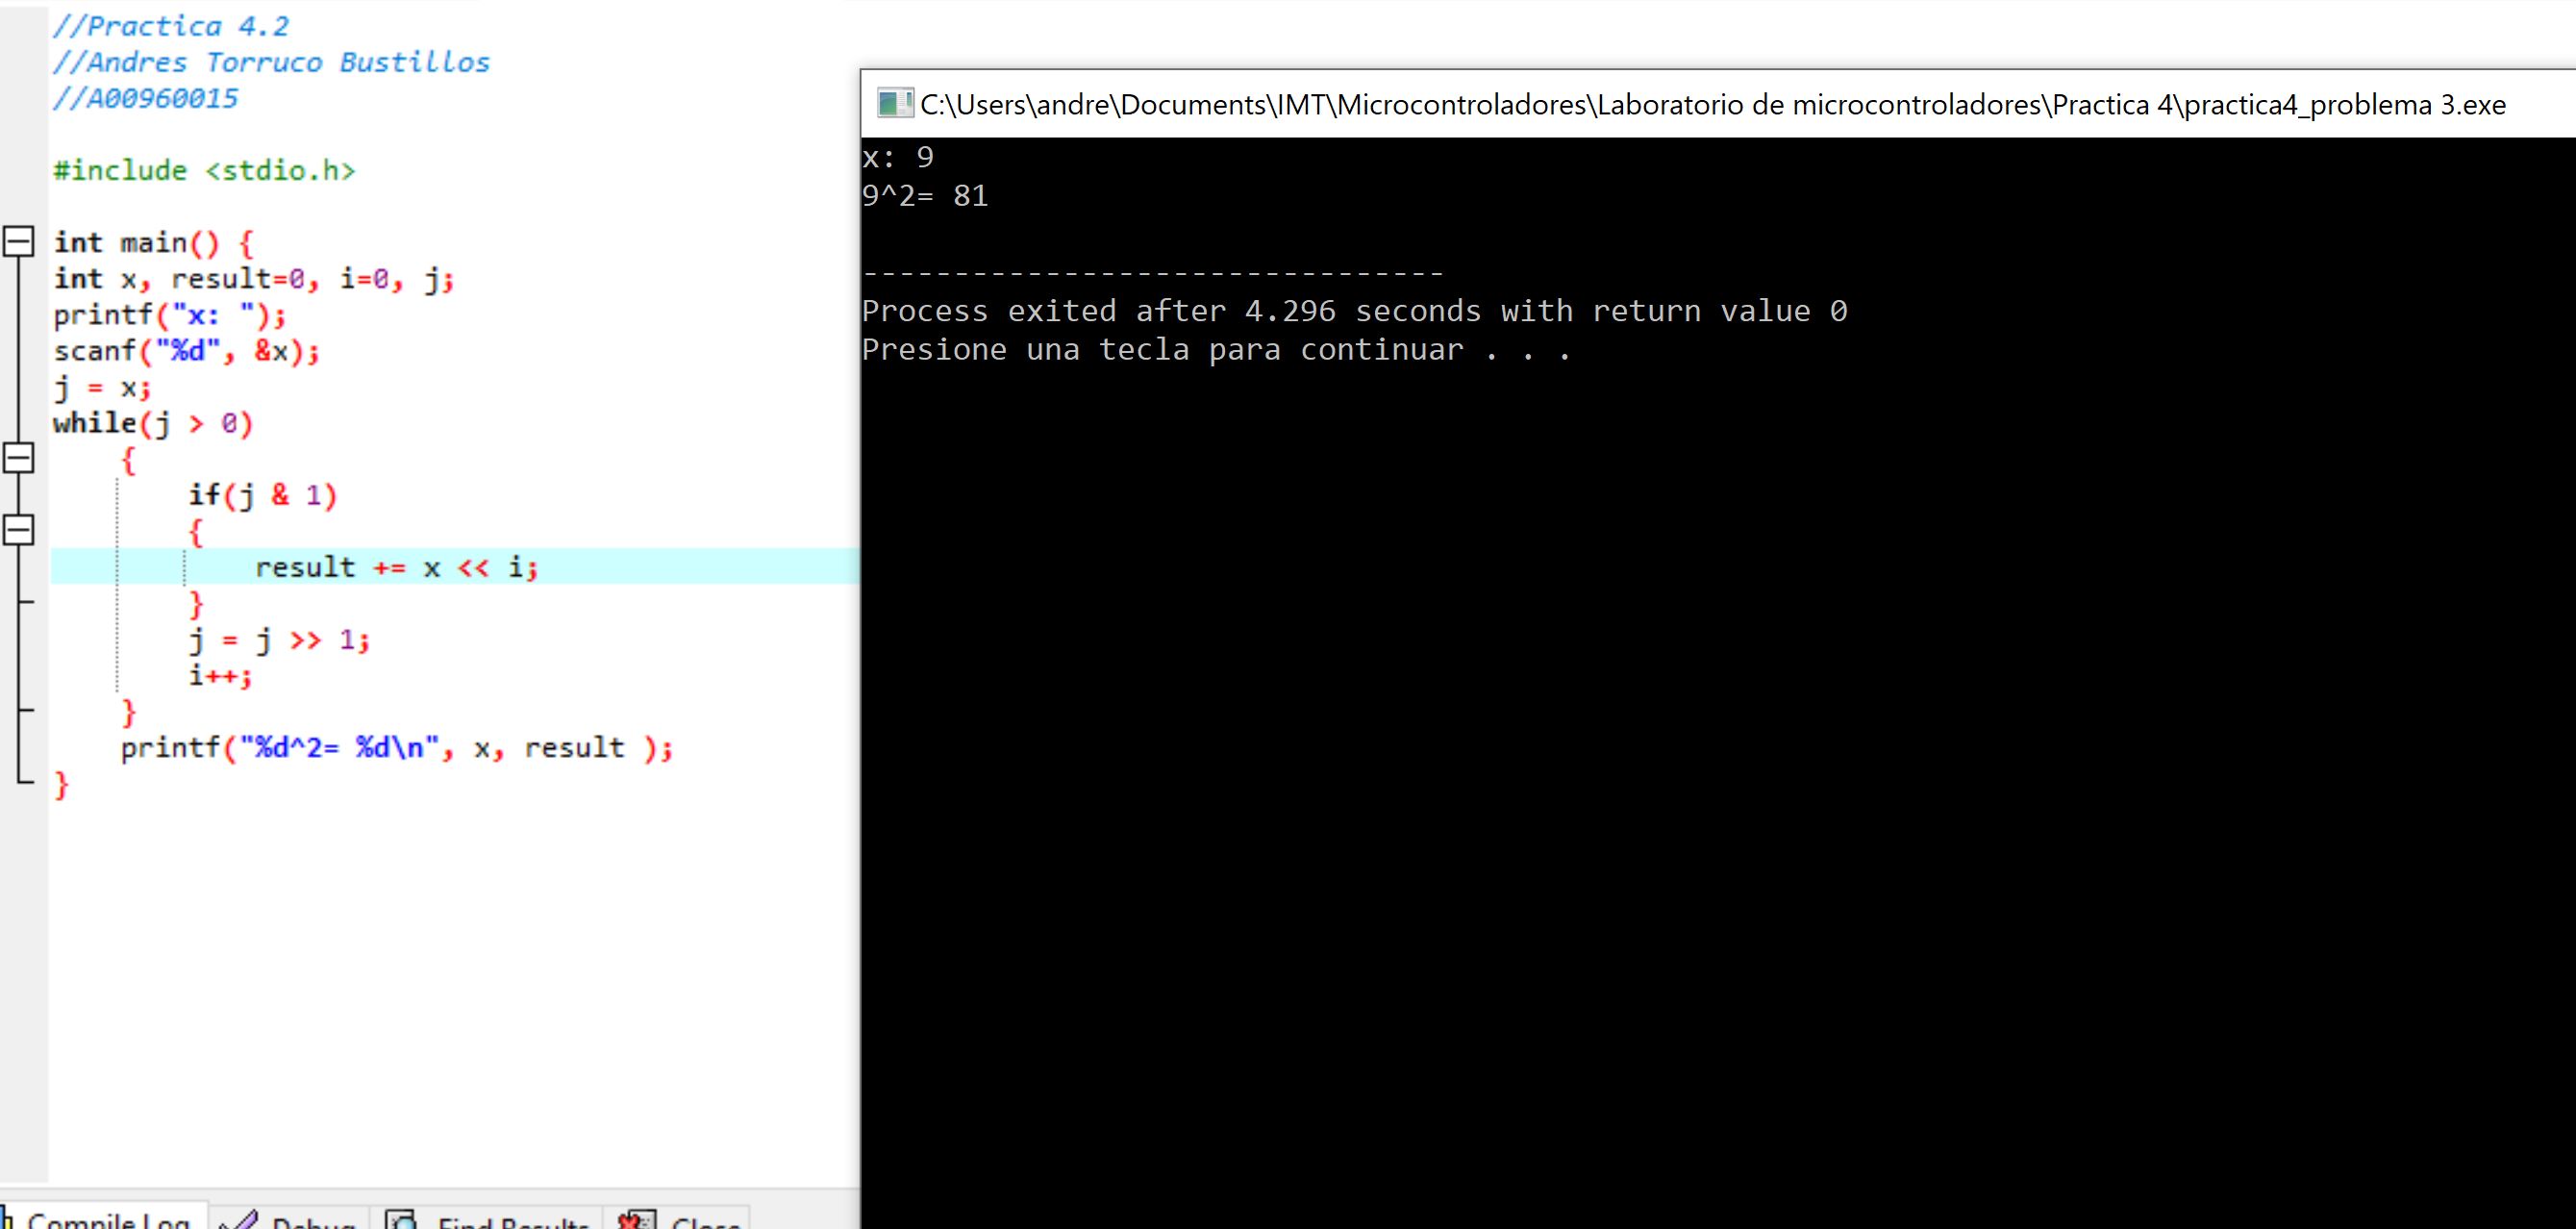 //Practica 4.2
//Andres Torruco Bustillos
//A00960015
#include <stdio.h>
int main() {
int x, result=0, i=0, j;
printf("x: ");
scanf("%d", &x);
j = x;
while(j > 0)
{
if(j & 1)
{
result += x << i;
}
j = j >> 1;
i++;
}
printf("%d^2= %d\n", x, result );
}
Compile Log Debug Find Results Close
C:\Users\andre\Documents\IMT\Microcontroladores\Laboratorio de microcontroladores\Practica 4\practica4_problema 3.exe
x: 9
9^2= 81
--------------------------------
Process exited after 4.296 seconds with return value 0
Presione una tecla para continuar . . .